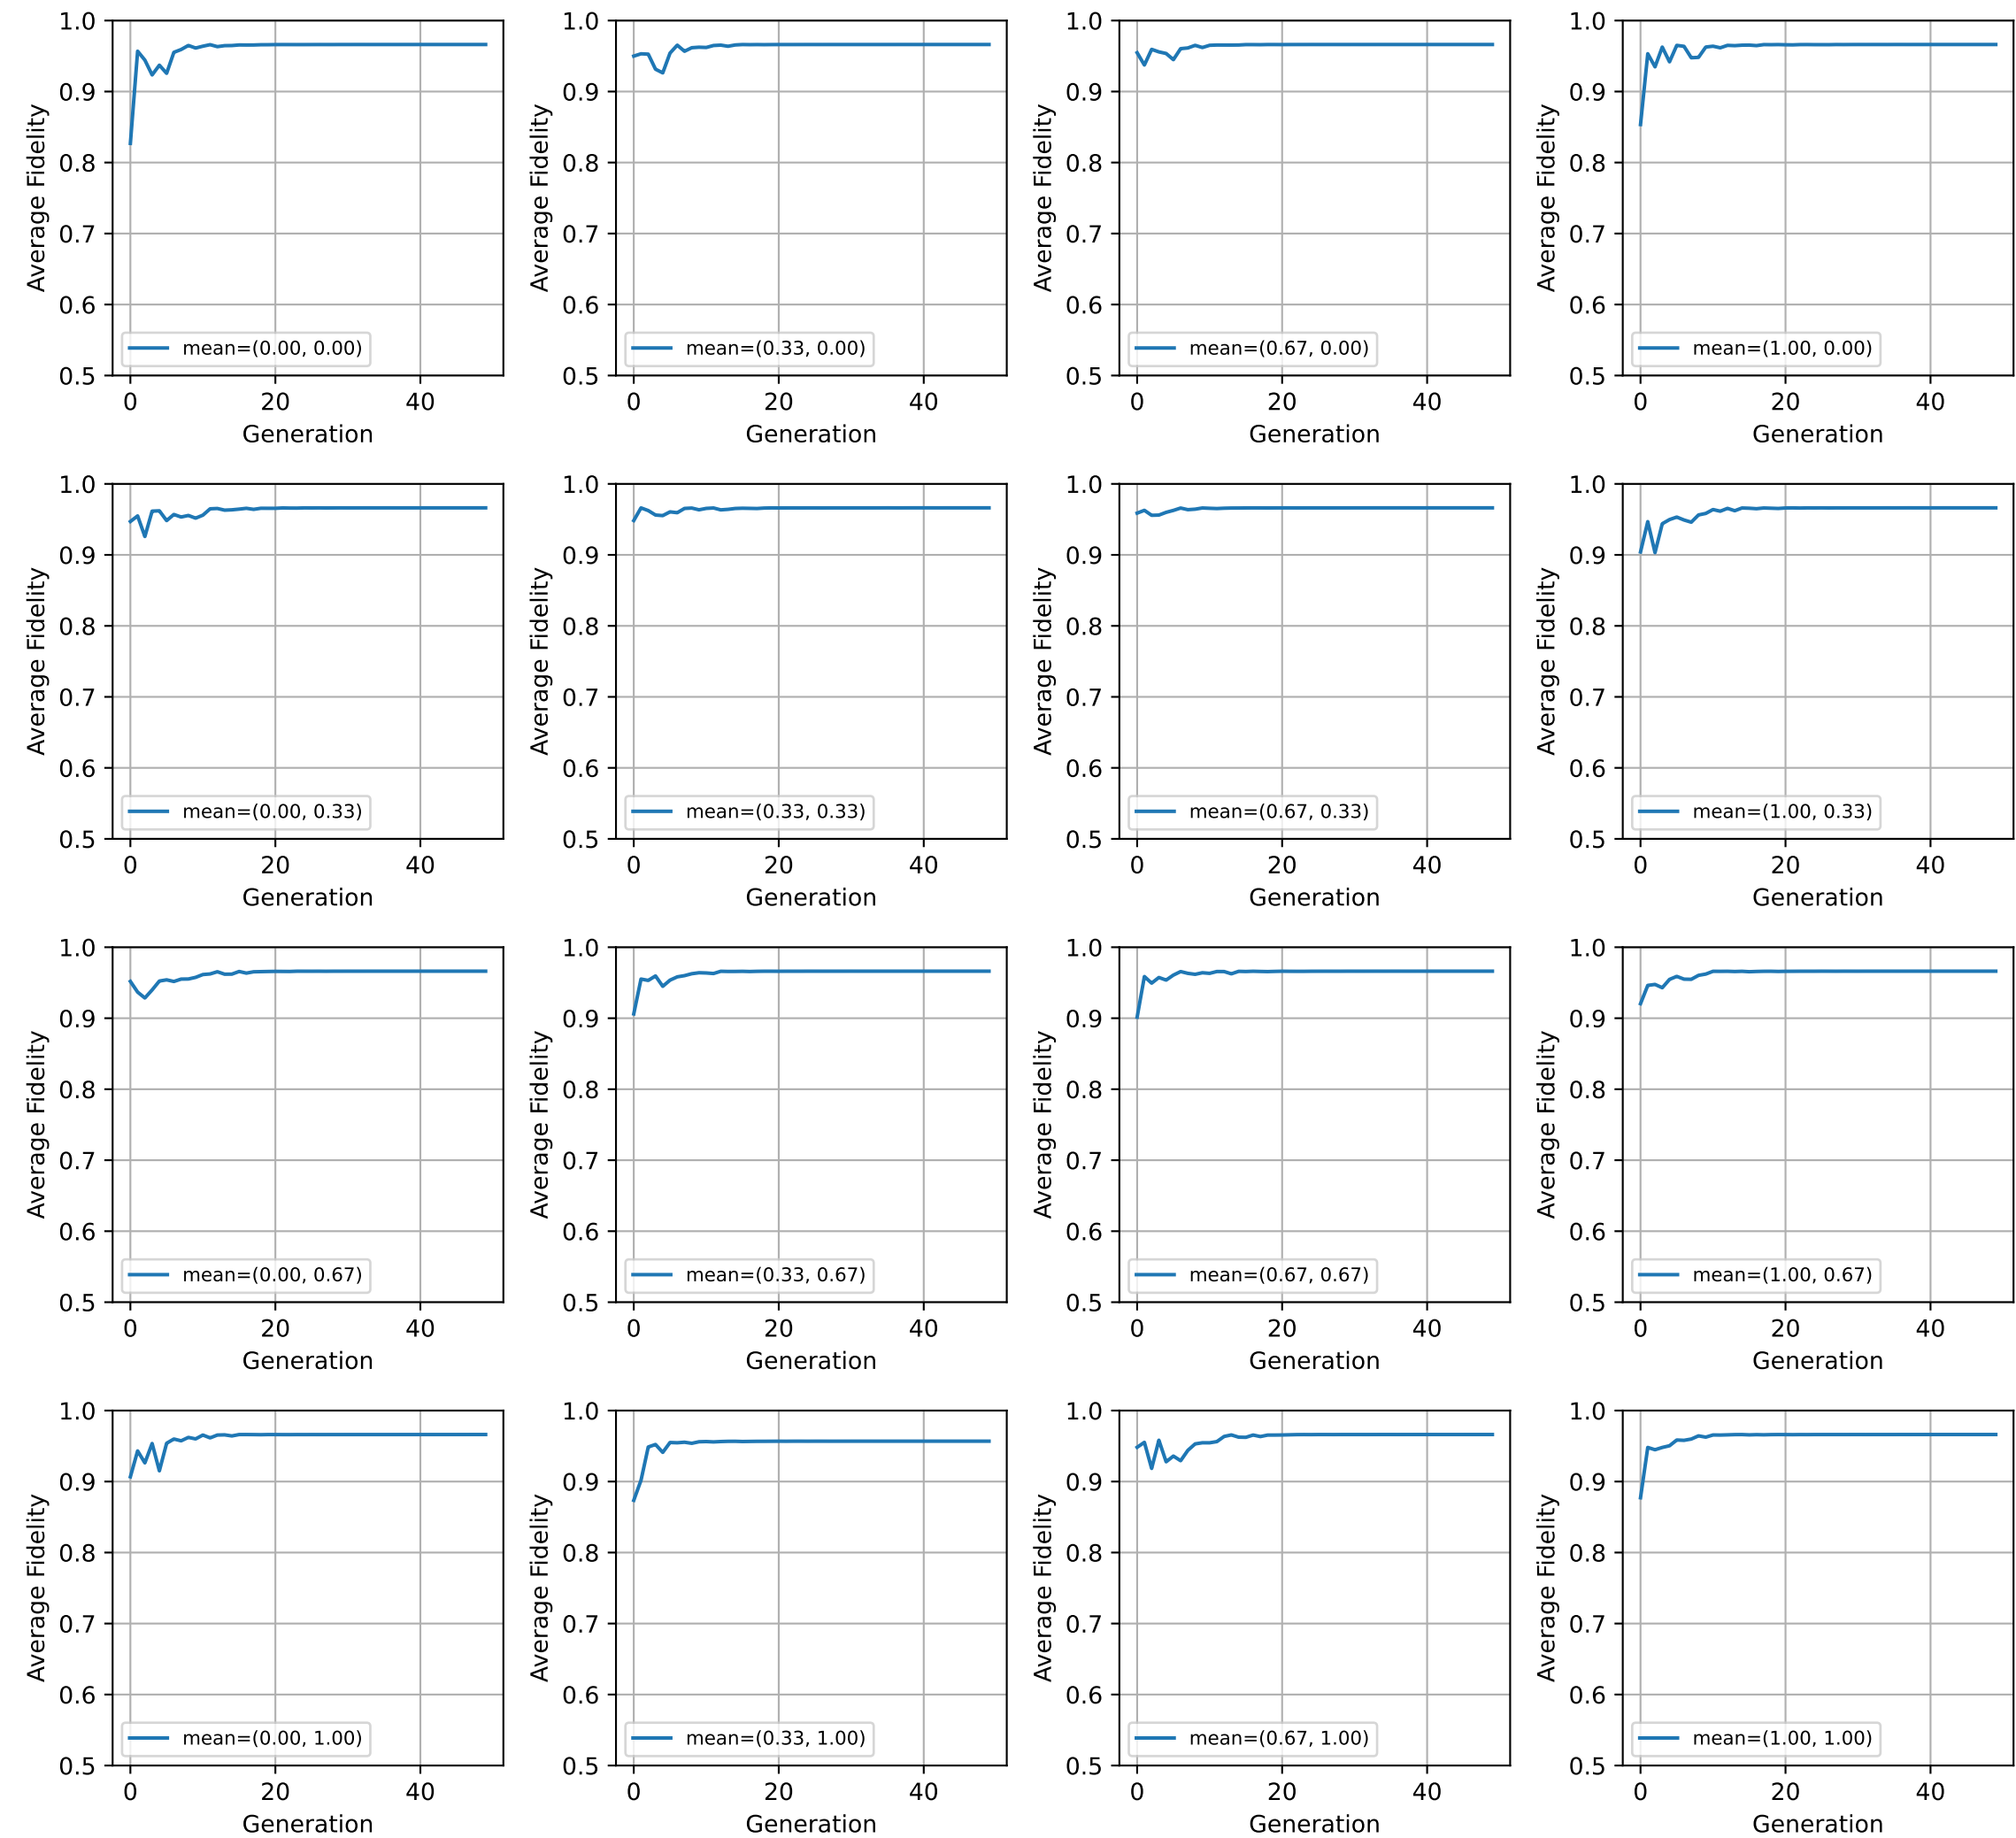 1.0
0.9
0.8
0.7
0.6
0.5
Average Fidelity
mean=(0.00, 0.00)
0 20 40
Generation
1.0
0.9
0.8
0.7
0.6
0.5
Average Fidelity
mean=(0.33, 0.00)
0 20 40
Generation
1.0
0.9
0.8
0.7
0.6
0.5
Average Fidelity
mean=(0.67, 0.00)
0 20 40
Generation
1.0
0.9
0.8
0.7
0.6
0.5
Average Fidelity
mean=(1.00, 0.00)
0 20 40
Generation
1.0
0.9
0.8
0.7
0.6
0.5
Average Fidelity
mean=(0.00, 0.33)
0 20 40
Generation
1.0
0.9
0.8
0.7
0.6
0.5
Average Fidelity
mean=(0.33, 0.33)
0 20 40
Generation
1.0
0.9
0.8
0.7
0.6
0.5
Average Fidelity
mean=(0.67, 0.33)
0 20 40
Generation
1.0
0.9
0.8
0.7
0.6
0.5
Average Fidelity
mean=(1.00, 0.33)
0 20 40
Generation
1.0
0.9
0.8
0.7
0.6
0.5
Average Fidelity
mean=(0.00, 0.67)
0 20 40
Generation
1.0
0.9
0.8
0.7
0.6
0.5
Average Fidelity
mean=(0.33, 0.67)
0 20 40
Generation
1.0
0.9
0.8
0.7
0.6
0.5
Average Fidelity
mean=(0.67, 0.67)
0 20 40
Generation
1.0
0.9
0.8
0.7
0.6
0.5
Average Fidelity
mean=(1.00, 0.67)
0 20 40
Generation
1.0
0.9
0.8
0.7
0.6
0.5
Average Fidelity
mean=(0.00, 1.00)
0 20 40
Generation
1.0
0.9
0.8
0.7
0.6
0.5
Average Fidelity
mean=(0.33, 1.00)
0 20 40
Generation
1.0
0.9
0.8
0.7
0.6
0.5
Average Fidelity
mean=(0.67, 1.00)
0 20 40
Generation
1.0
0.9
0.8
0.7
0.6
0.5
Average Fidelity
mean=(1.00, 1.00)
0 20 40
Generation